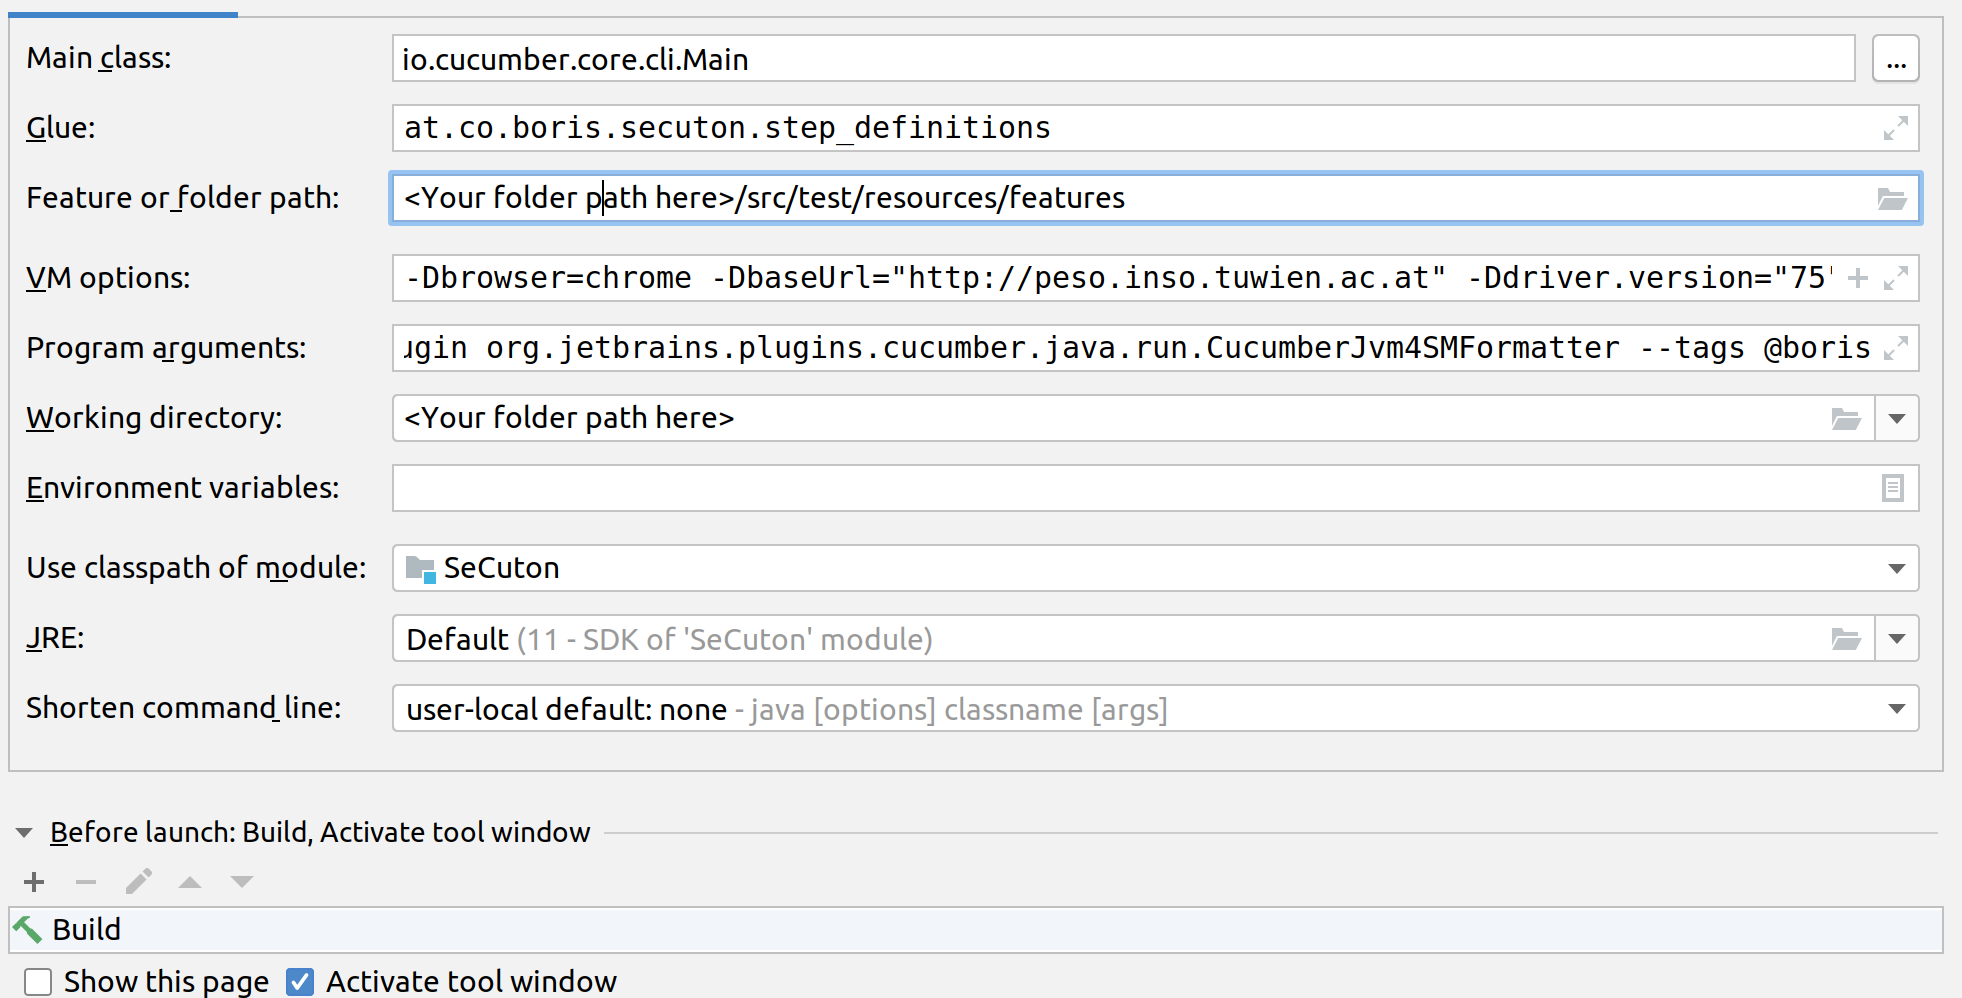 Main class: io.cucumber.core.cli.Main ...
Glue: at.co.boris.secuton.step_definitions
Feature or folder path: <Your folder path here>/src/test/resources/features
VM options: -Dbrowser=chrome -DbaseUrl="http://peso.inso.tuwien.ac.at" -Ddriver.version="75"
Program arguments: ugin org.jetbrains.plugins.cucumber.java.run.CucumberJvm4SMFormatter --tags @boris
Working directory: <Your folder path here>
Environment variables:
Use classpath of module: SeCuton
JRE: Default (11 - SDK of 'SeCuton' module)
Shorten command line: user-local default: none - java [options] classname [args]
Before launch: Build, Activate tool window
Build
Show this page Activate tool window